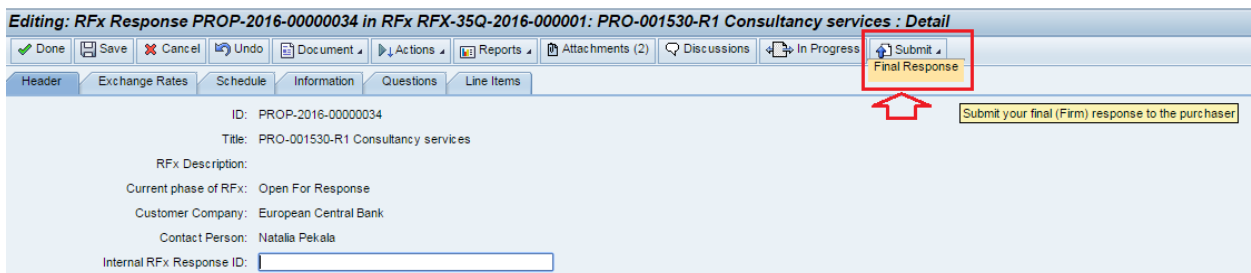 Editing: RFx Response PROP-2016-00000034 in RFx RFX-35Q-2016-000001: PRO-001530-R1 Consultancy services : Detail
Done Save Cancel Undo Document Actions Reports Attachments (2) Discussions In Progress Submit
Final Response
Header Exchange Rates Schedule Information Questions Line Items
ID: PROP-2016-00000034
Submit your final (Firm) response to the purchaser
Title: PRO-001530-R1 Consultancy services
RFx Description:
Current phase of RFx: Open For Response
Customer Company: European Central Bank
Contact Person: Natalia Pekala
Internal RFx Response ID: